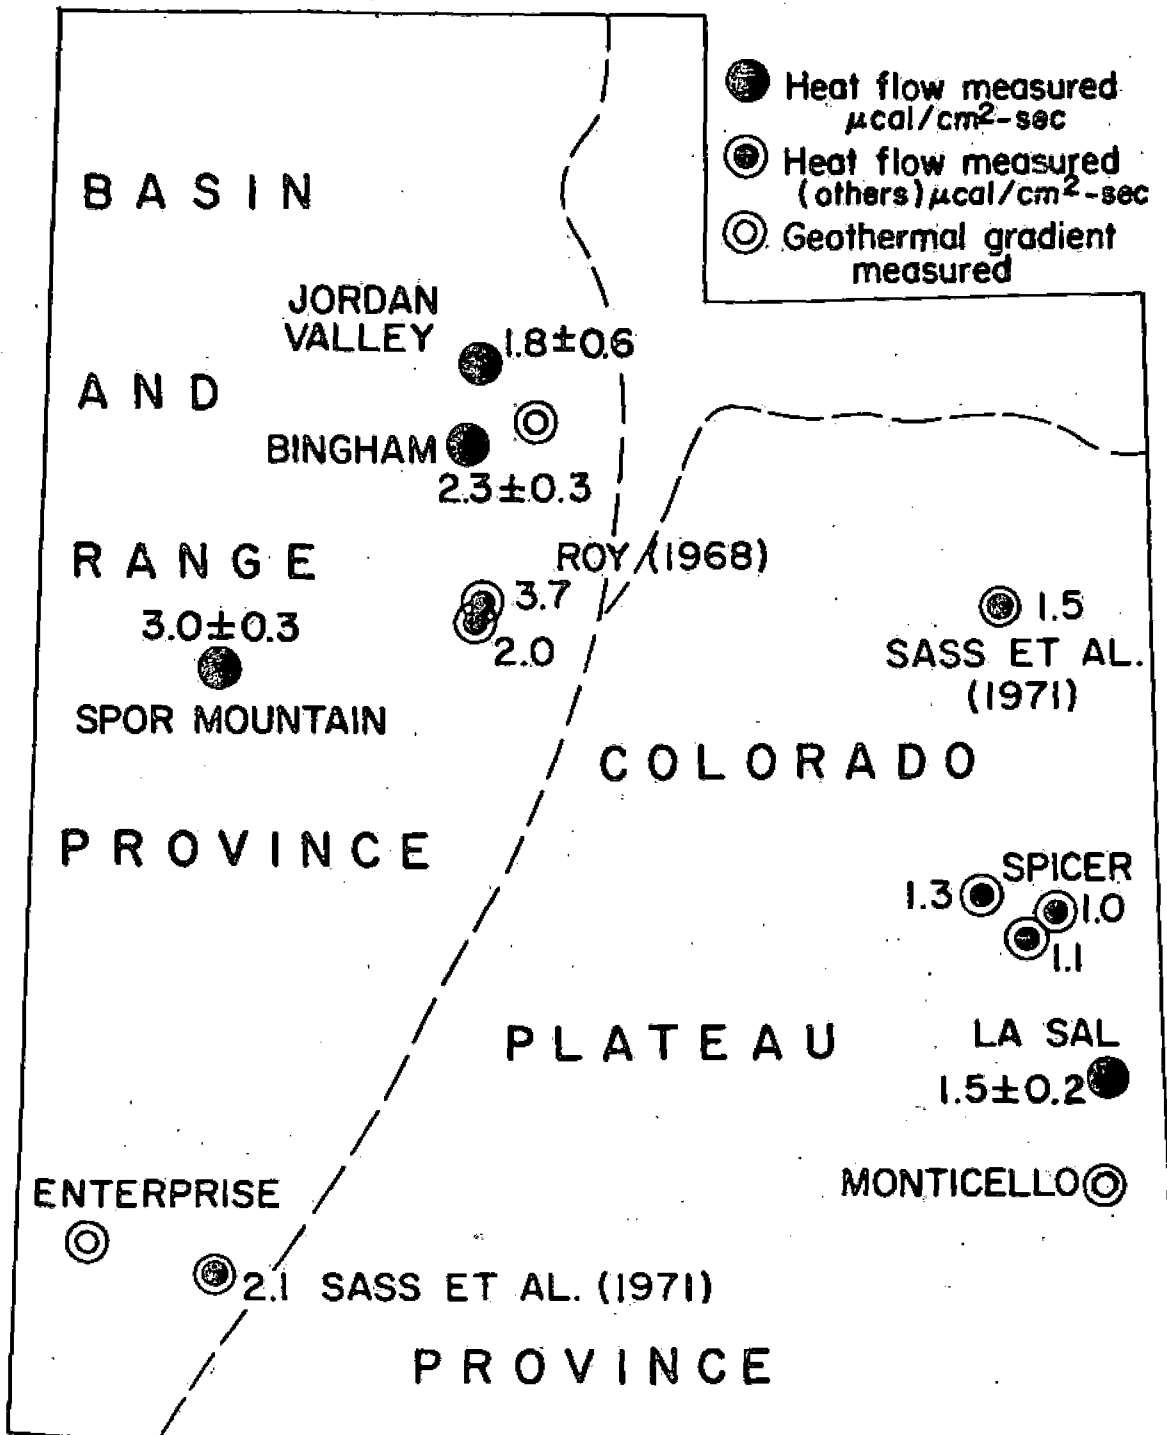 Heat flow measured
μcal/cm²-sec
Heat flow measured
(others) μcal/cm²-sec
Geothermal gradient
measured
BASIN
JORDAN
VALLEY
1.8±0.6
AND
BINGHAM
2.3±0.3
RANGE
ROY (1968)
3.7
2.0
3.0±0.3
SPOR MOUNTAIN
1.5
SASS ET AL.
(1971)
COLORADO
PROVINCE
SPICER
1.3
1.0
1.1
PLATEAU
LA SAL
1.5±0.2
MONTICELLO
ENTERPRISE
2.1 SASS ET AL. (1971)
PROVINCE